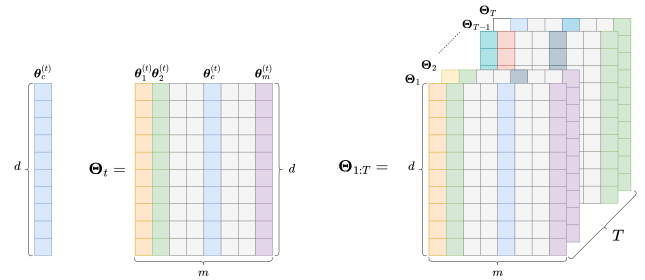 θ_c^(t)
d
Θ_t =
θ_1^(t) θ_2^(t) θ_c^(t) θ_m^(t)
d
m
Θ_{1:T} =
Θ_T
Θ_{T−1}
Θ_2
Θ_1
d
m
T